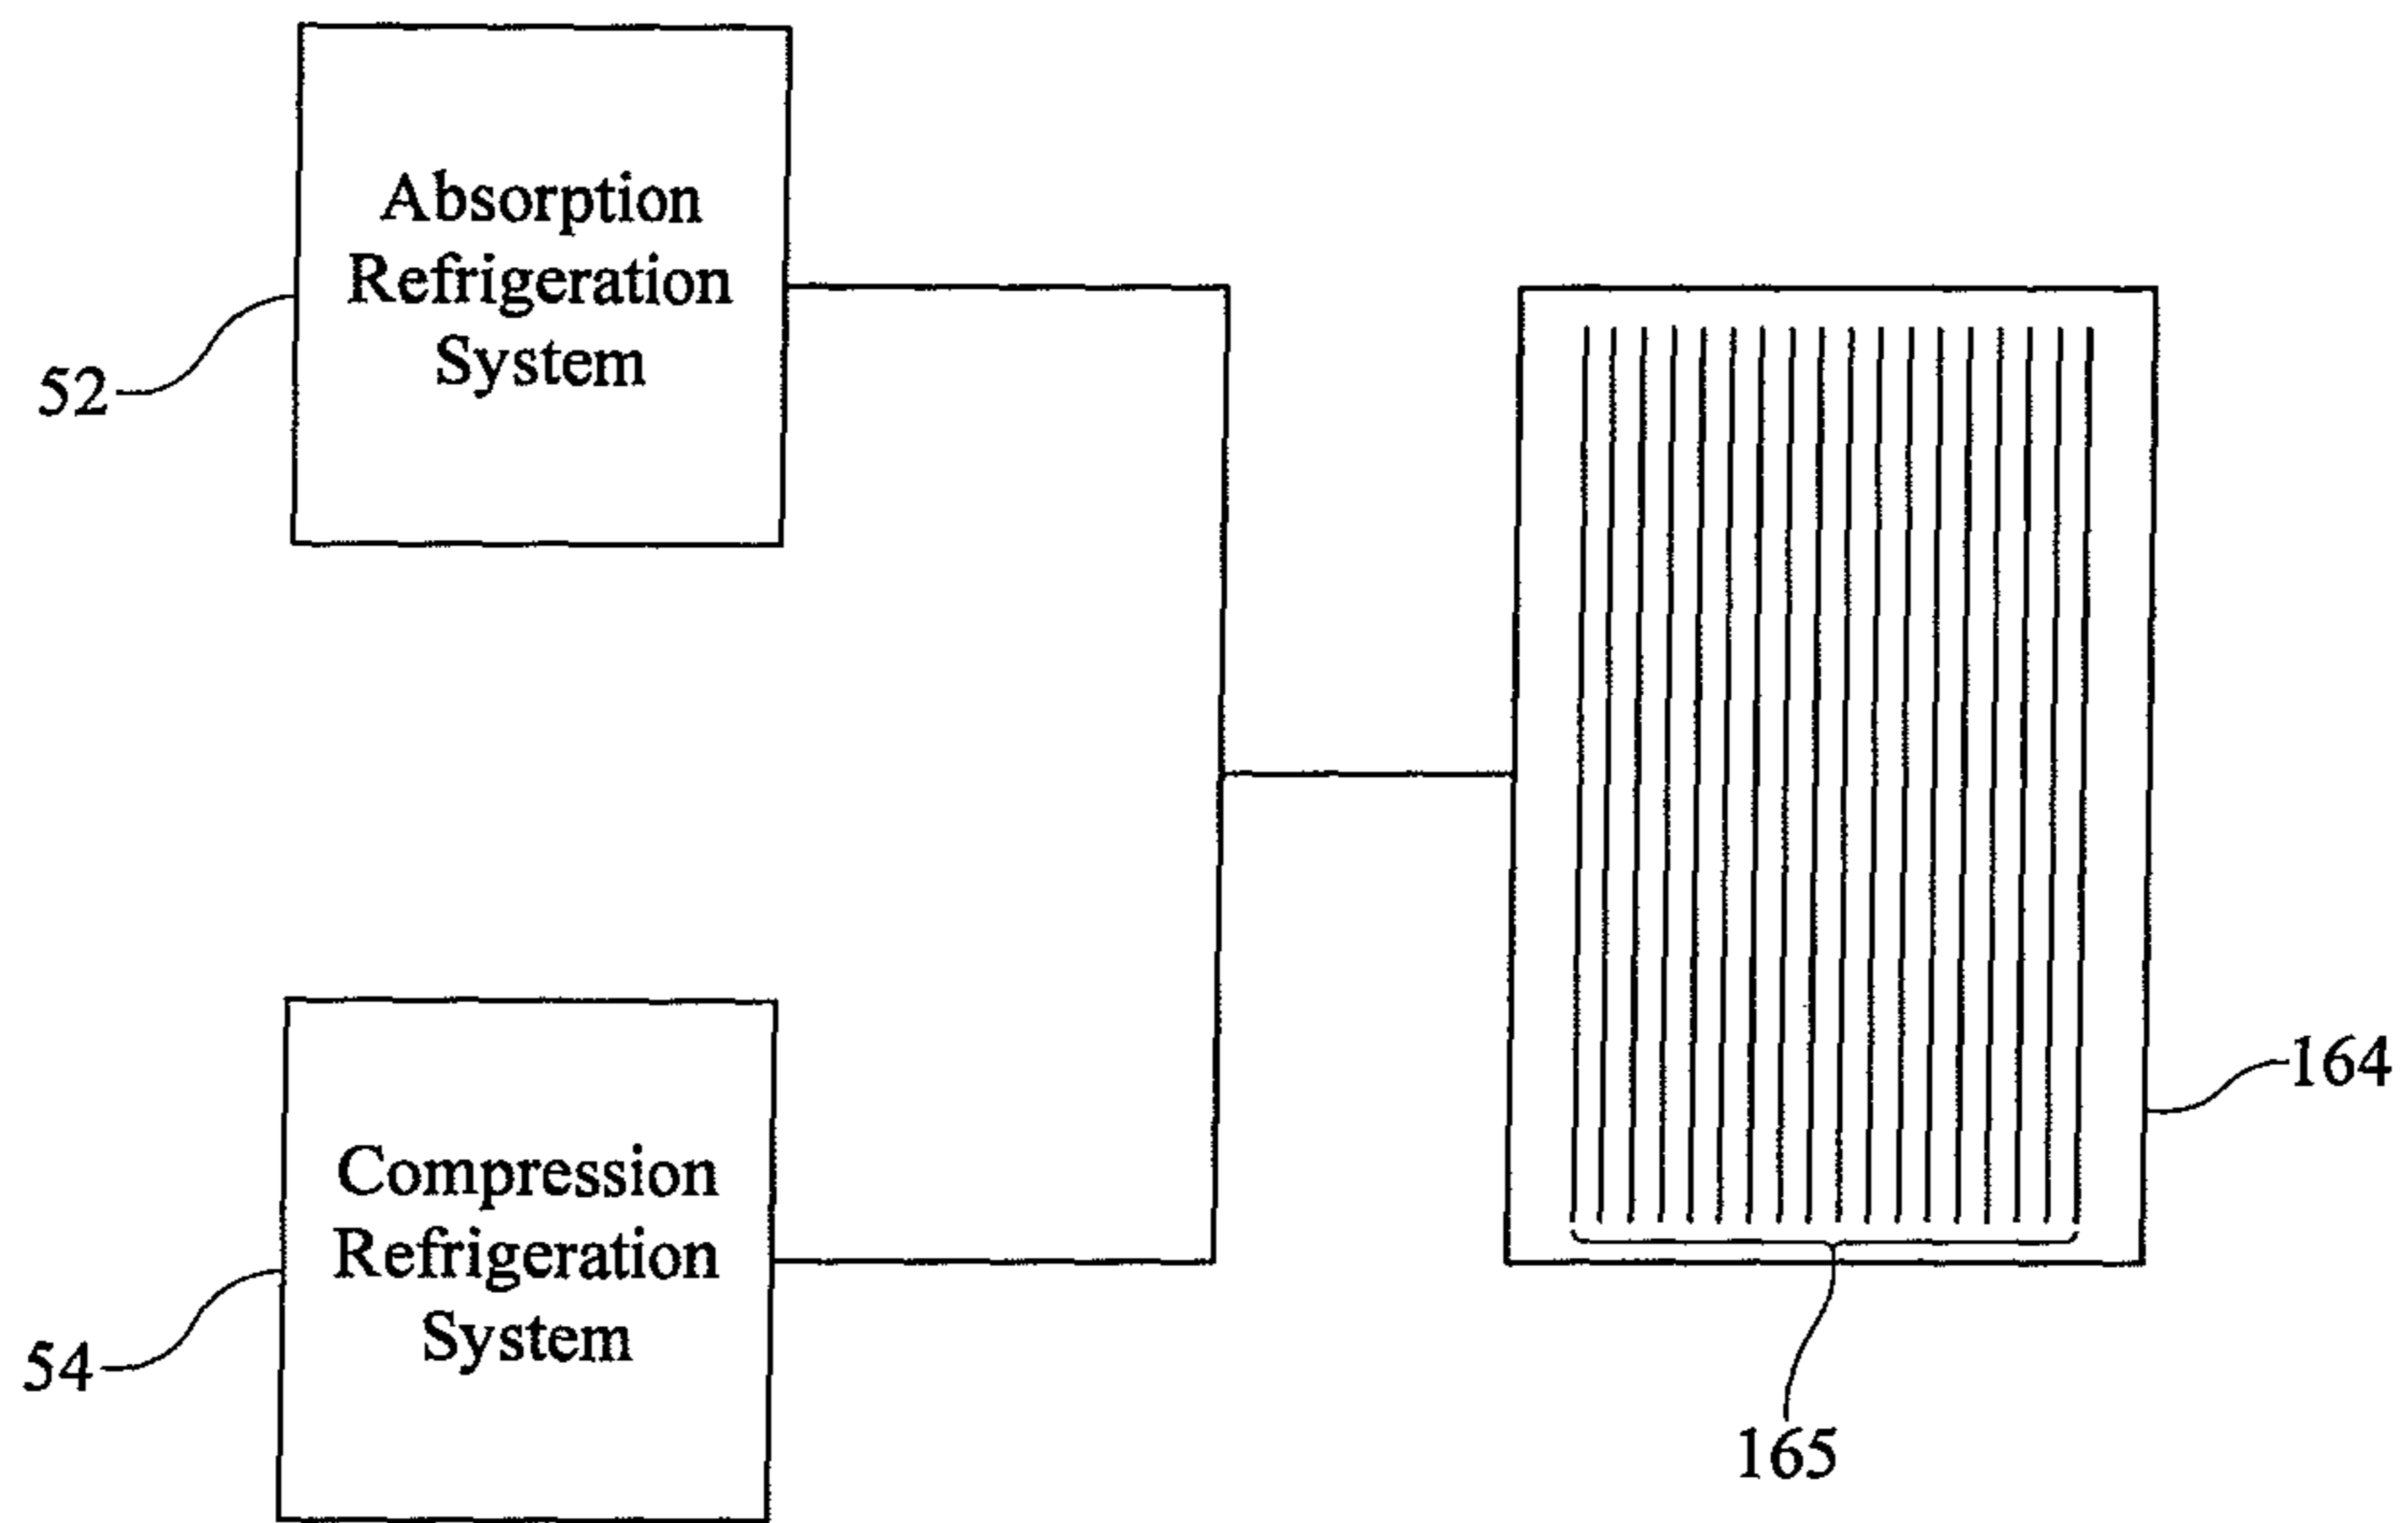 Absorption
Refrigeration
System
52
Compression
Refrigeration
System
54
164
165